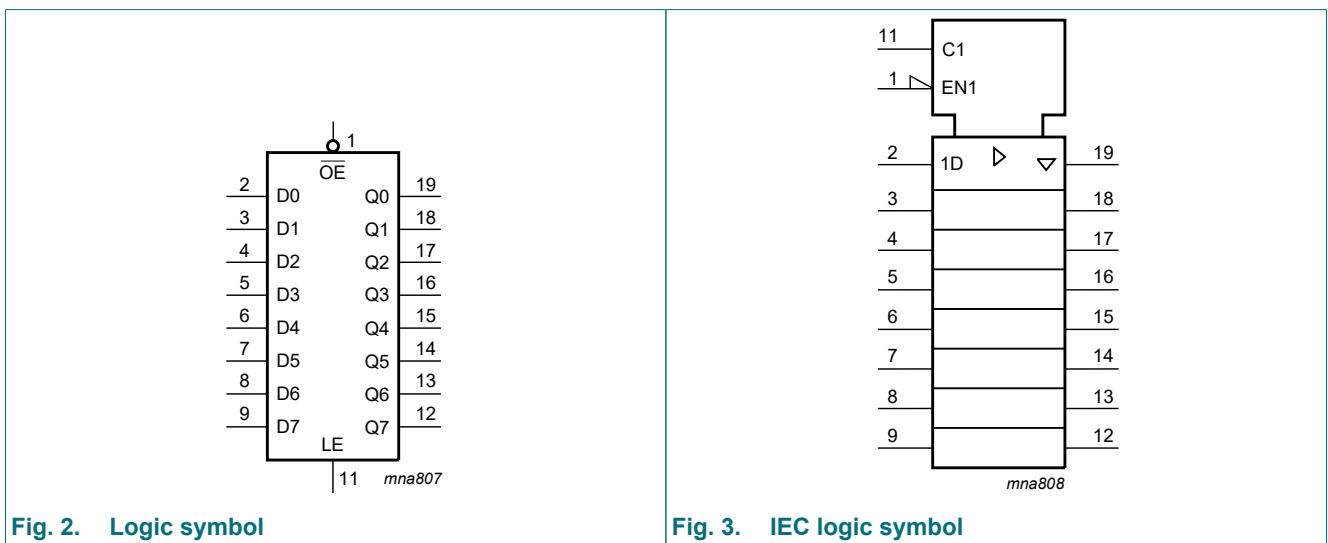 1
OE
2 D0 Q0 19
3 D1 Q1 18
4 D2 Q2 17
5 D3 Q3 16
6 D4 Q4 15
7 D5 Q5 14
8 D6 Q6 13
9 D7 Q7 12
LE
11 mna807
Fig. 2. Logic symbol
11 C1
1 EN1
2 1D 19
3 18
4 17
5 16
6 15
7 14
8 13
9 12
mna808
Fig. 3. IEC logic symbol